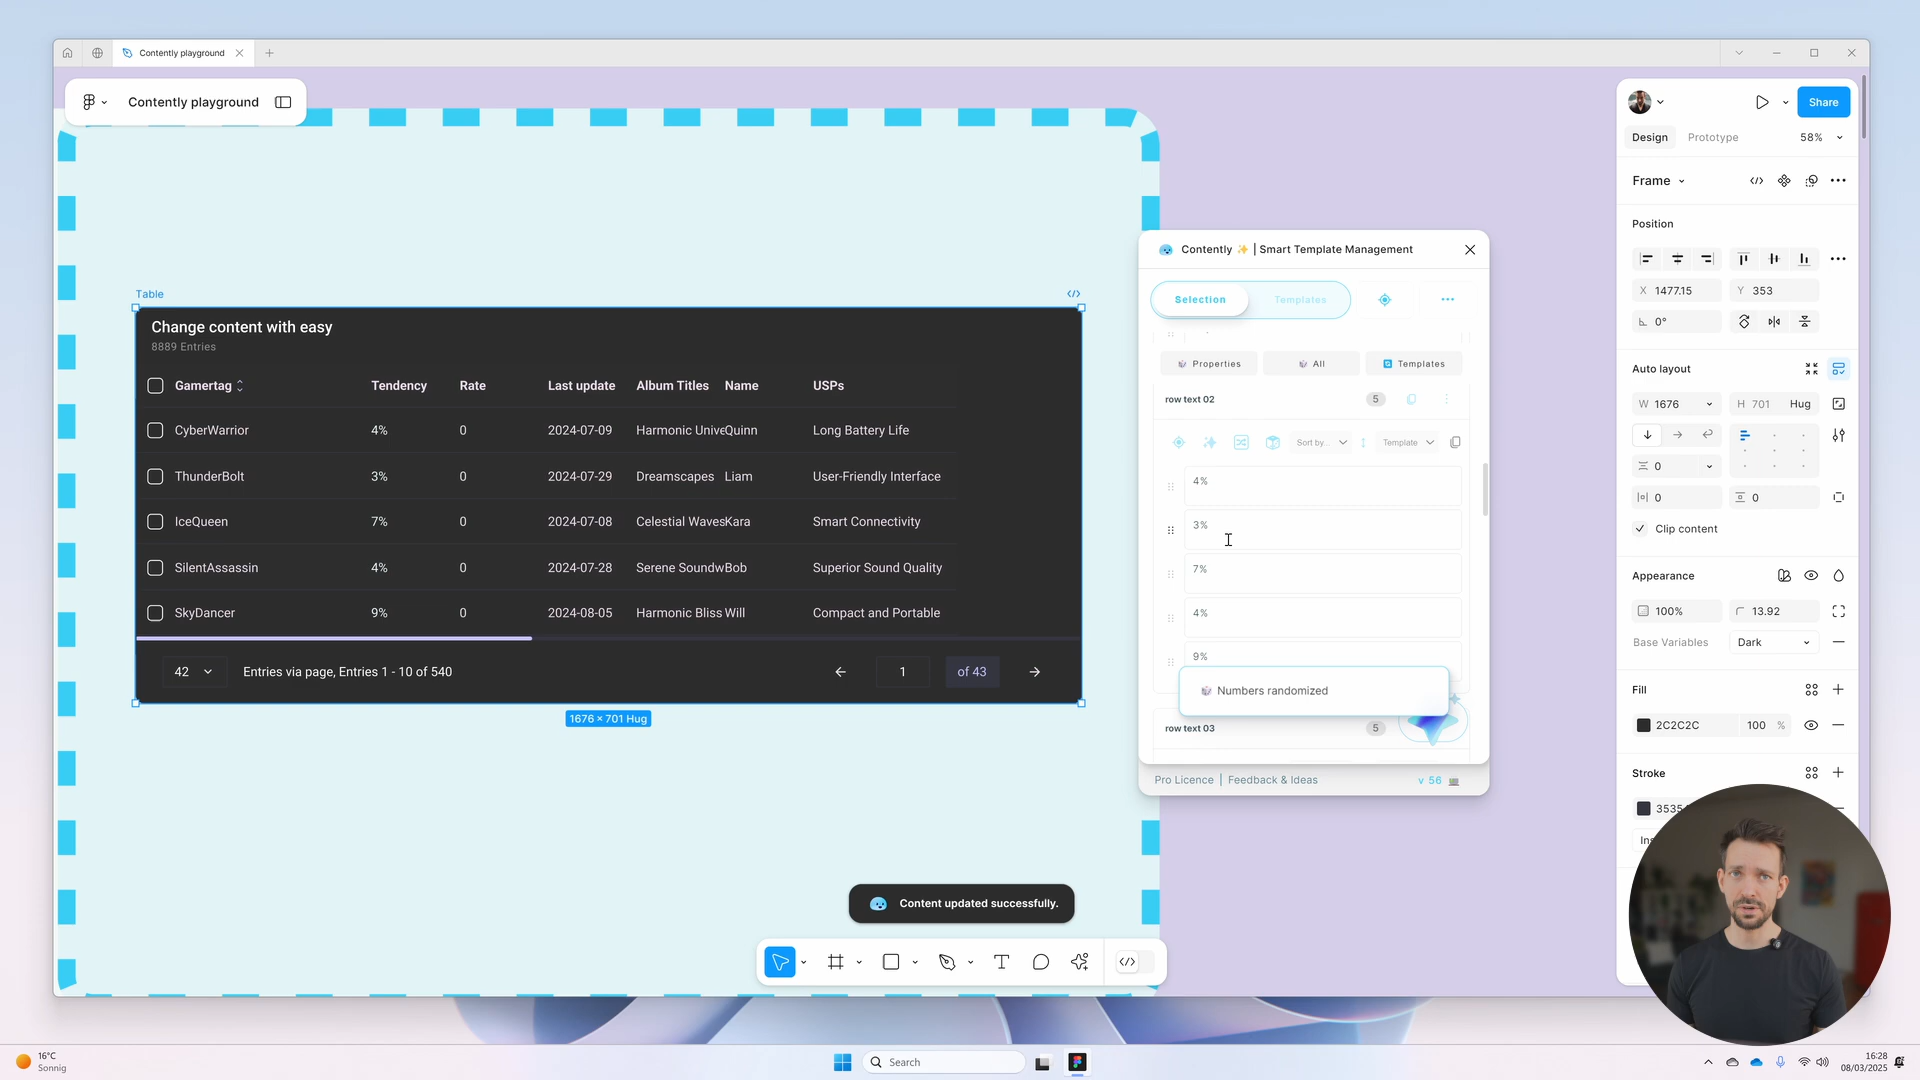 Contently playground
Contently playground
Share
Design
Prototype
58%
Frame
Position
X 1477.15
Y 353
0°
Auto layout
W 1676
H 701 Hug
0
0
0
Clip content
Appearance
100%
13.92
Base Variables
Dark
Fill
2C2C2C
100 %
Stroke
Table
Change content with easy
8889 Entries
Gamertag
Tendency
Rate
Last update
Album Titles
Name
USPs
CyberWarrior
4%
0
2024-07-09
Harmonic Unive
Quinn
Long Battery Life
ThunderBolt
3%
0
2024-07-29
Dreamscapes
Liam
User-Friendly Interface
IceQueen
7%
0
2024-07-08
Celestial Waves
Kara
Smart Connectivity
SilentAssassin
4%
0
2024-07-28
Serene Soundw
Bob
Superior Sound Quality
SkyDancer
9%
0
2024-08-05
Harmonic Bliss
Will
Compact and Portable
42
Entries via page, Entries 1 - 10 of 540
1
of 43
1676 × 701 Hug
Contently ✨ | Smart Template Management
Selection
Templates
Properties
All
Templates
row text 02
5
Sort by...
Template
4%
3%
7%
4%
9%
Numbers randomized
row text 03
5
Pro Licence | Feedback & Ideas
v 56
Content updated successfully.
16°C
Sonnig
Search
16:28
08/03/2025